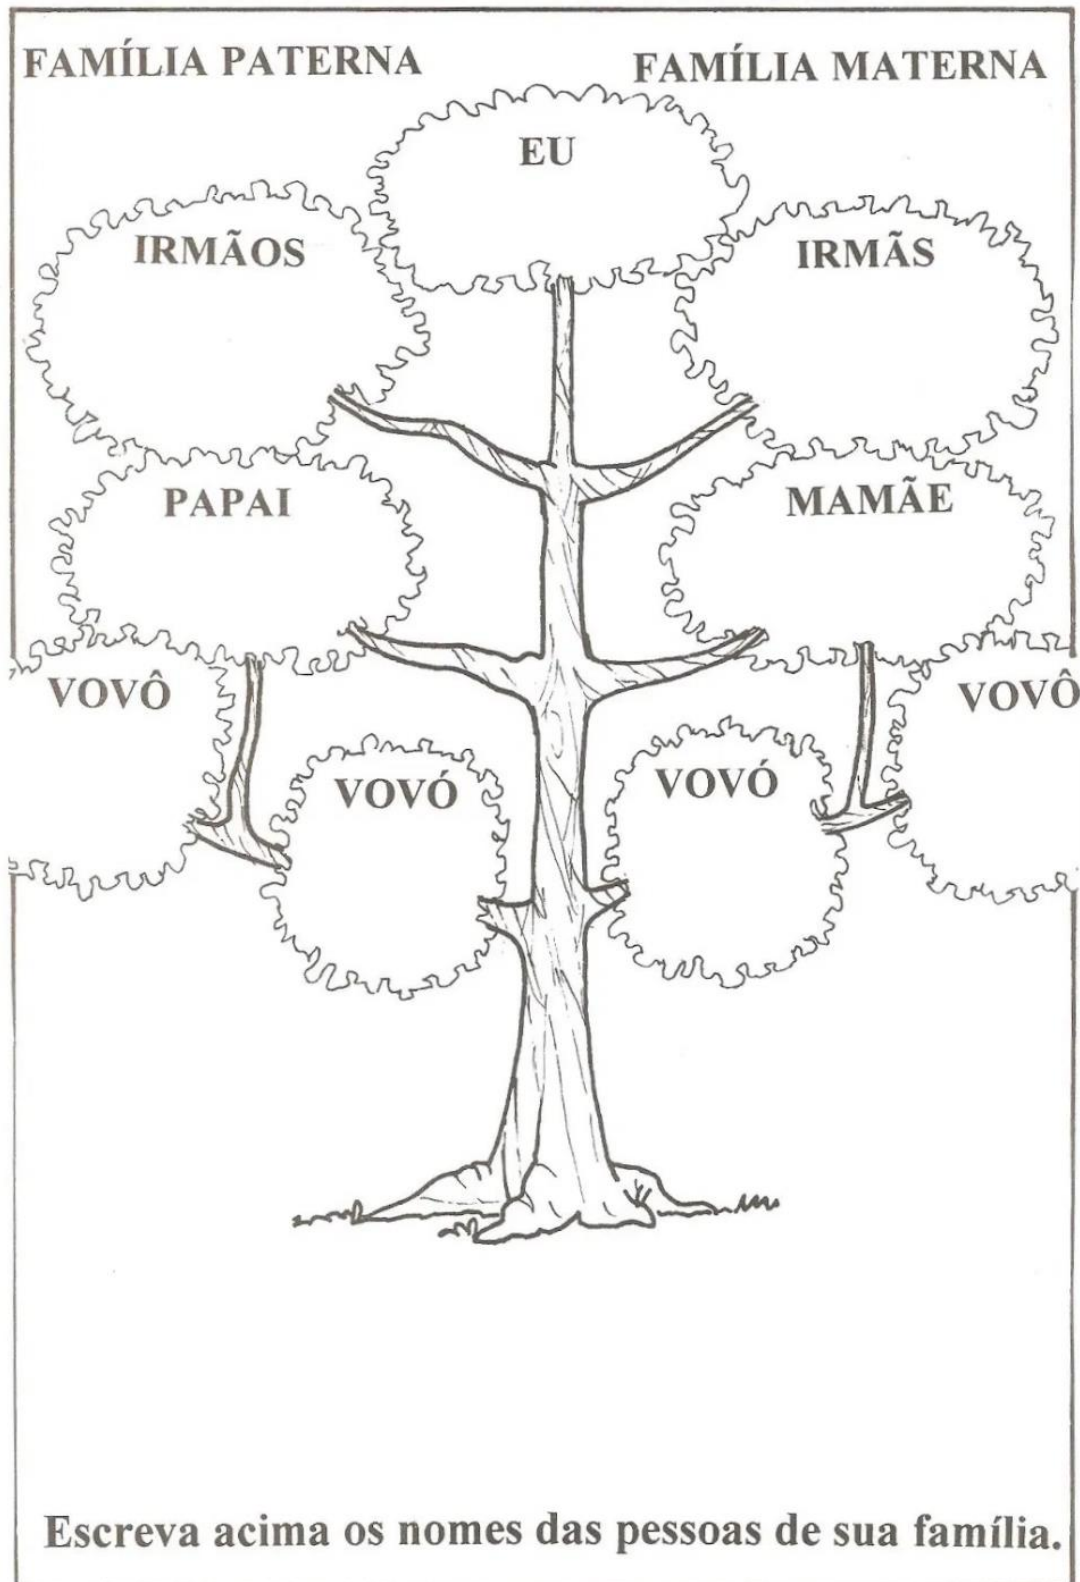 FAMÍLIA PATERNA
FAMÍLIA MATERNA
EU
IRMÃOS
IRMÃS
PAPAI
MAMÃE
VOVÔ
VOVÔ
VOVÓ
VOVÓ
Escreva acima os nomes das pessoas de sua família.